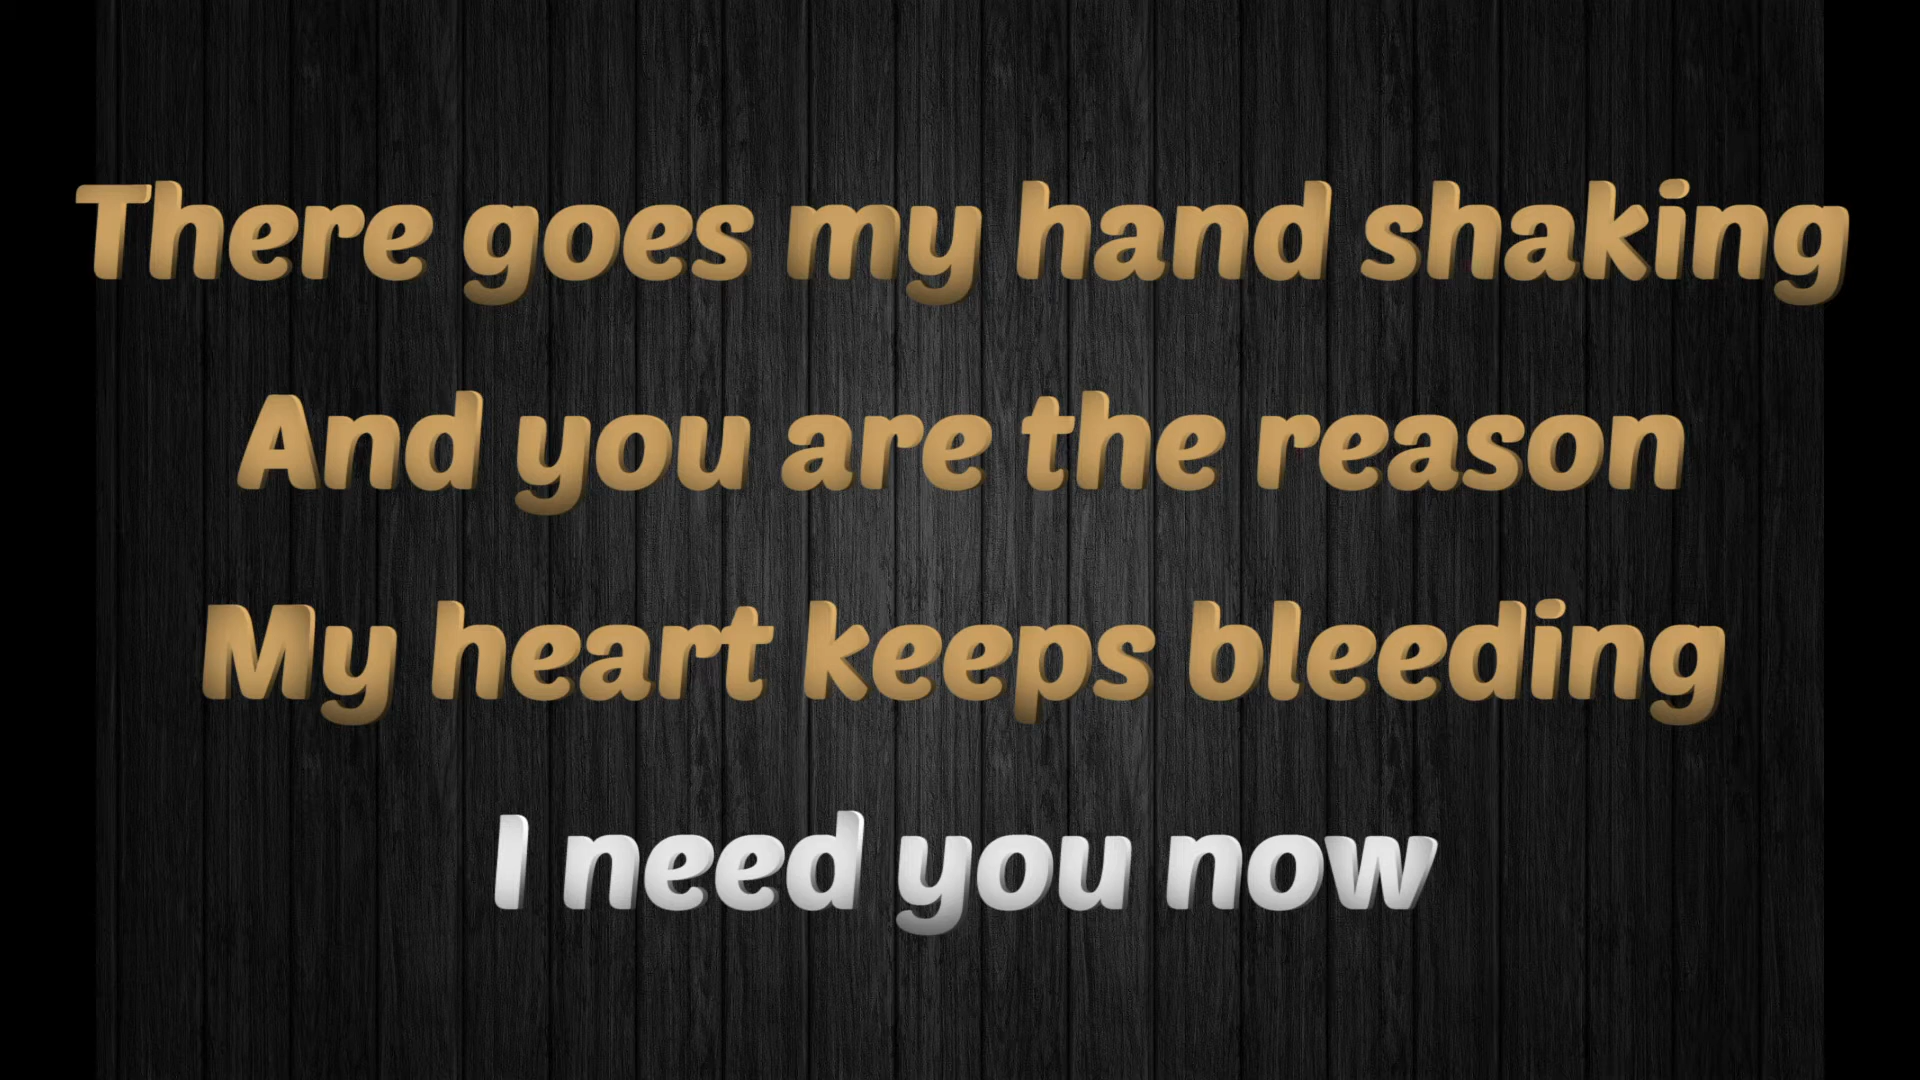 There goes my hand shaking
And you are the reason
My heart keeps bleeding
I need you now